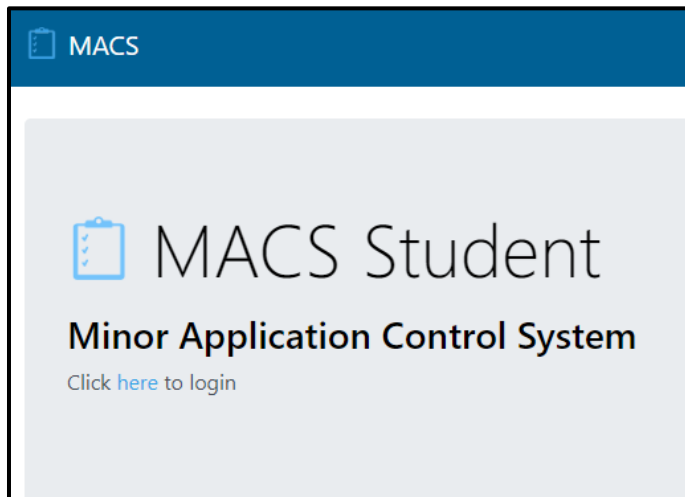 MACS
MACS Student
Minor Application Control System
Click here to login